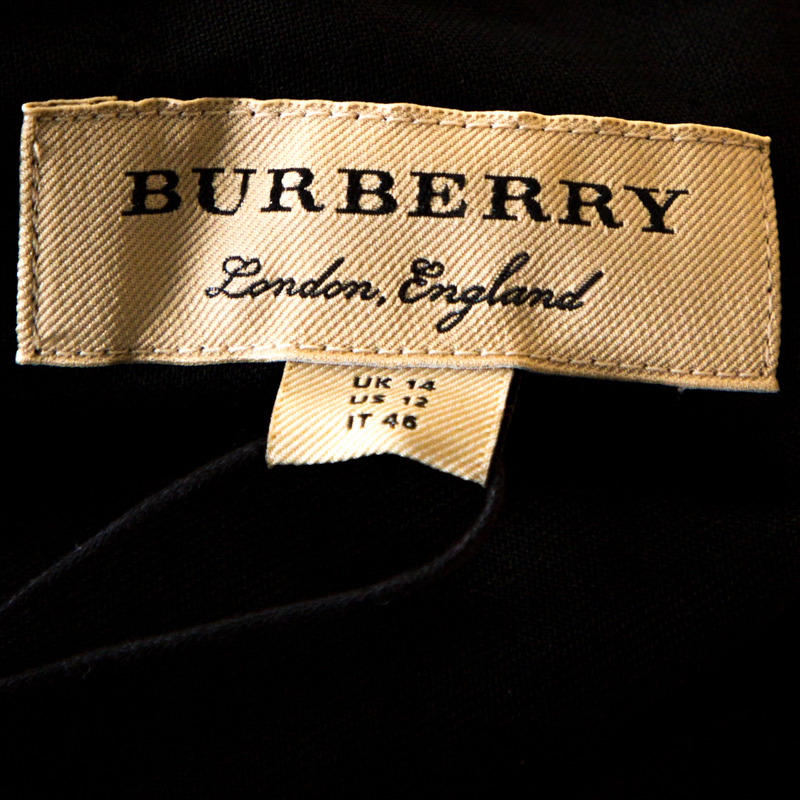 BURBERRY
London, England
UK 14
US 12
IT 46